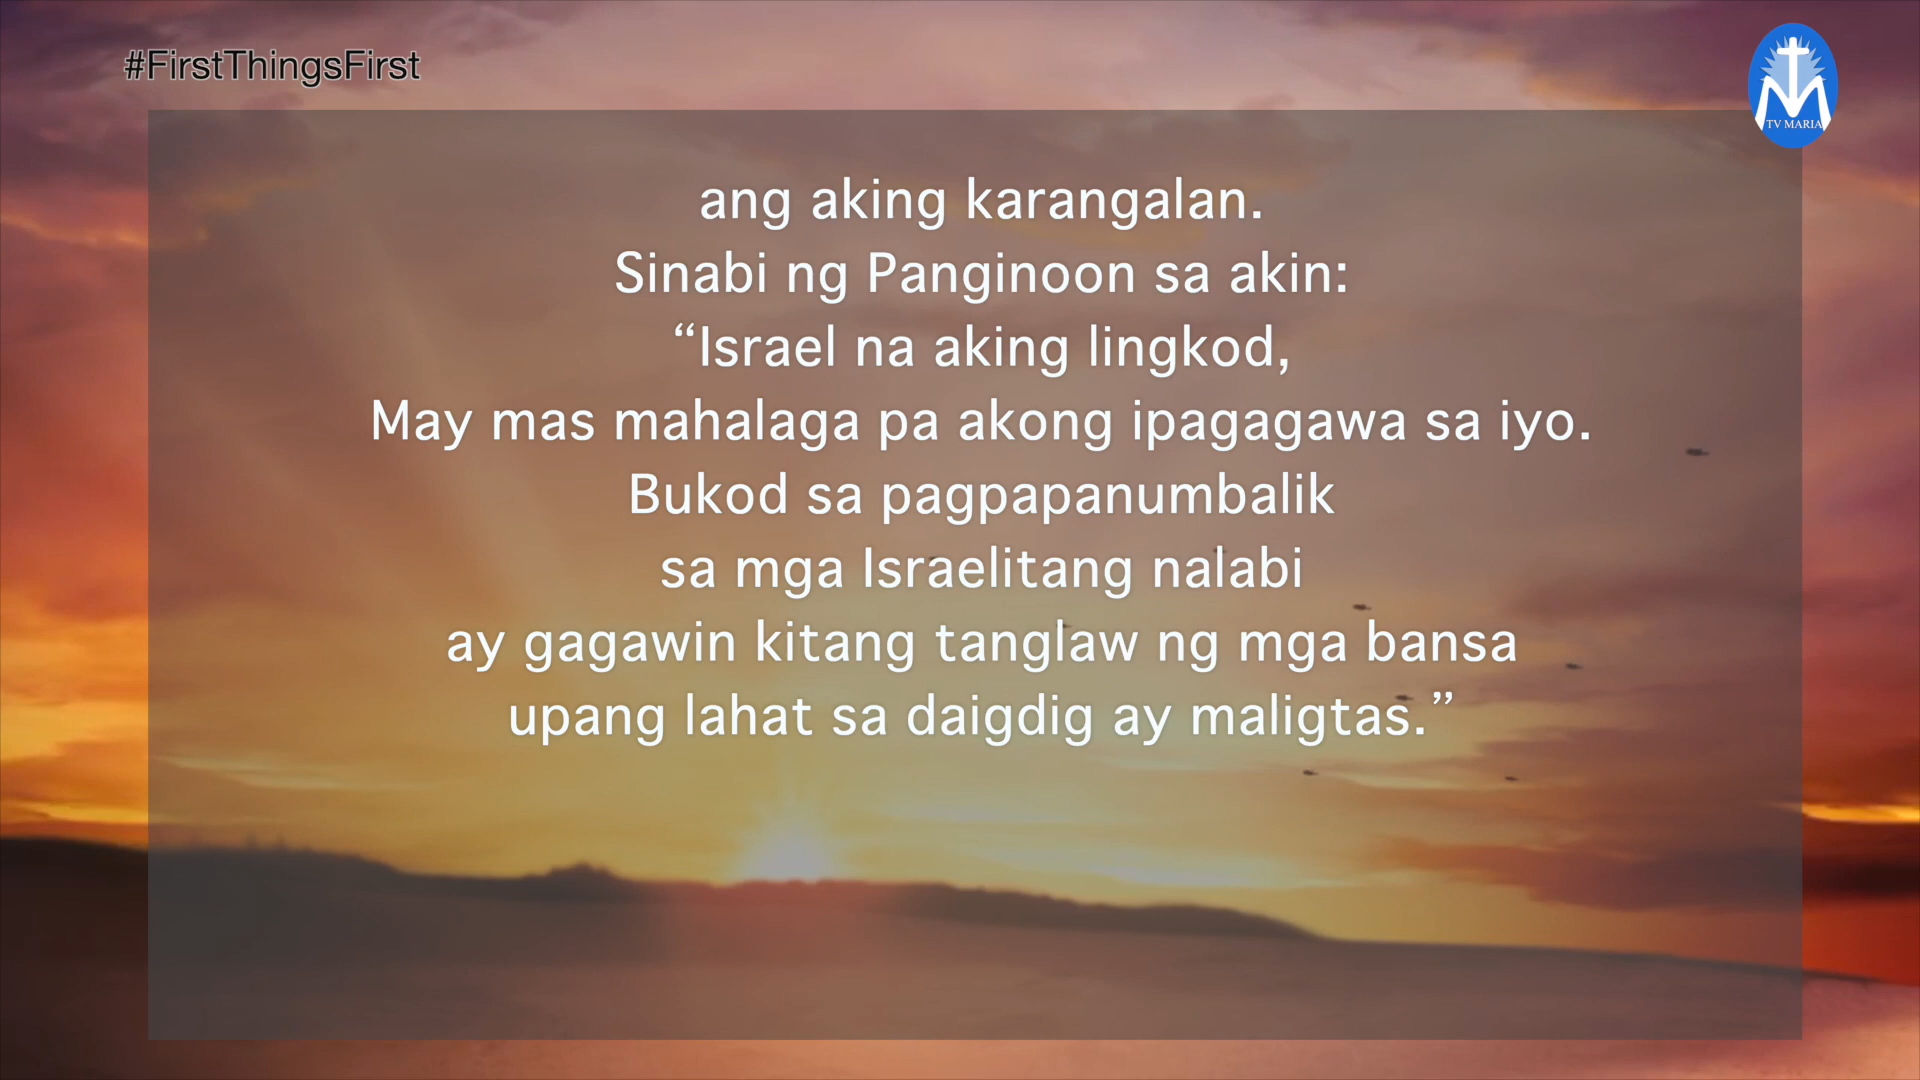 #FirstThingsFirst
TV MARIA
ang aking karangalan.
Sinabi ng Panginoon sa akin:
“Israel na aking lingkod,
May mas mahalaga pa akong ipagagawa sa iyo.
Bukod sa pagpapanumbalik
sa mga Israelitang nalabi
ay gagawin kitang tanglaw ng mga bansa
upang lahat sa daigdig ay maligtas.”